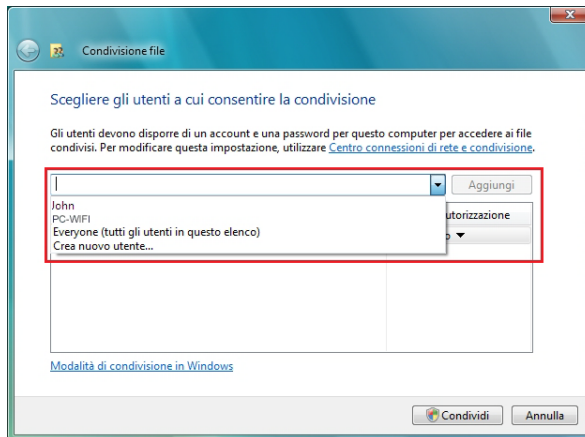 Condivisione file
Scegliere gli utenti a cui consentire la condivisione
Gli utenti devono disporre di un account e una password per questo computer per accedere ai file
condivisi. Per modificare questa impostazione, utilizzare Centro connessioni di rete e condivisione.
Aggiungi
John
PC-WIFI
utorizzazione
Everyone (tutti gli utenti in questo elenco)
Crea nuovo utente...
Modalità di condivisione in Windows
Condividi Annulla